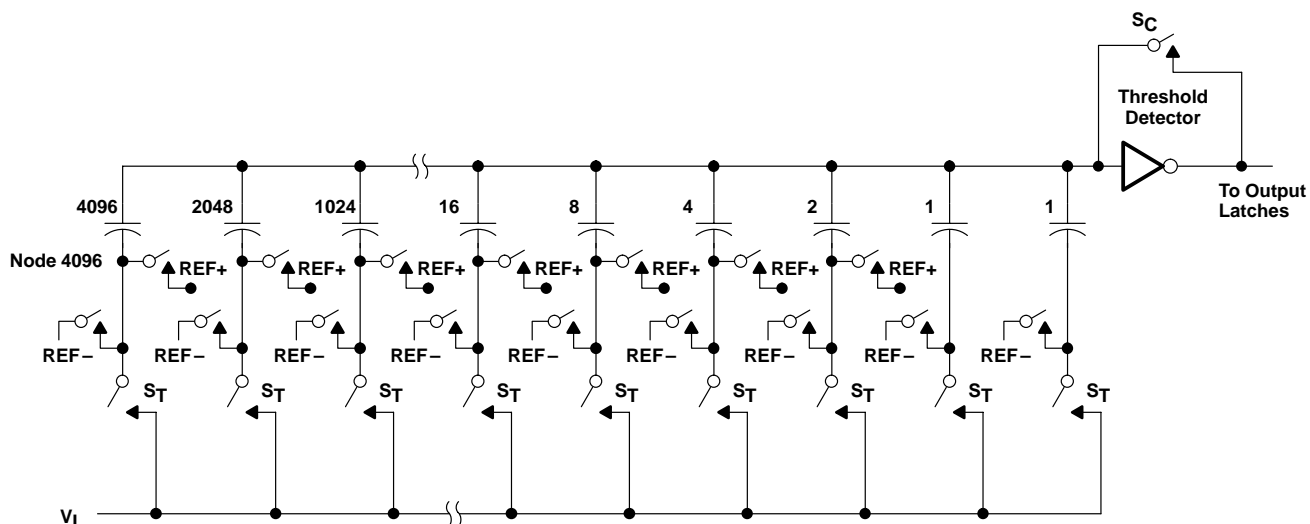 SC
Threshold
Detector
To Output
Latches
4096
2048
1024
16
8
4
2
1
1
Node 4096
REF+
REF+
REF+
REF+
REF+
REF+
REF+
REF–
REF–
REF–
REF–
REF–
REF–
REF–
REF–
REF–
ST
ST
ST
ST
ST
ST
ST
ST
ST
VI